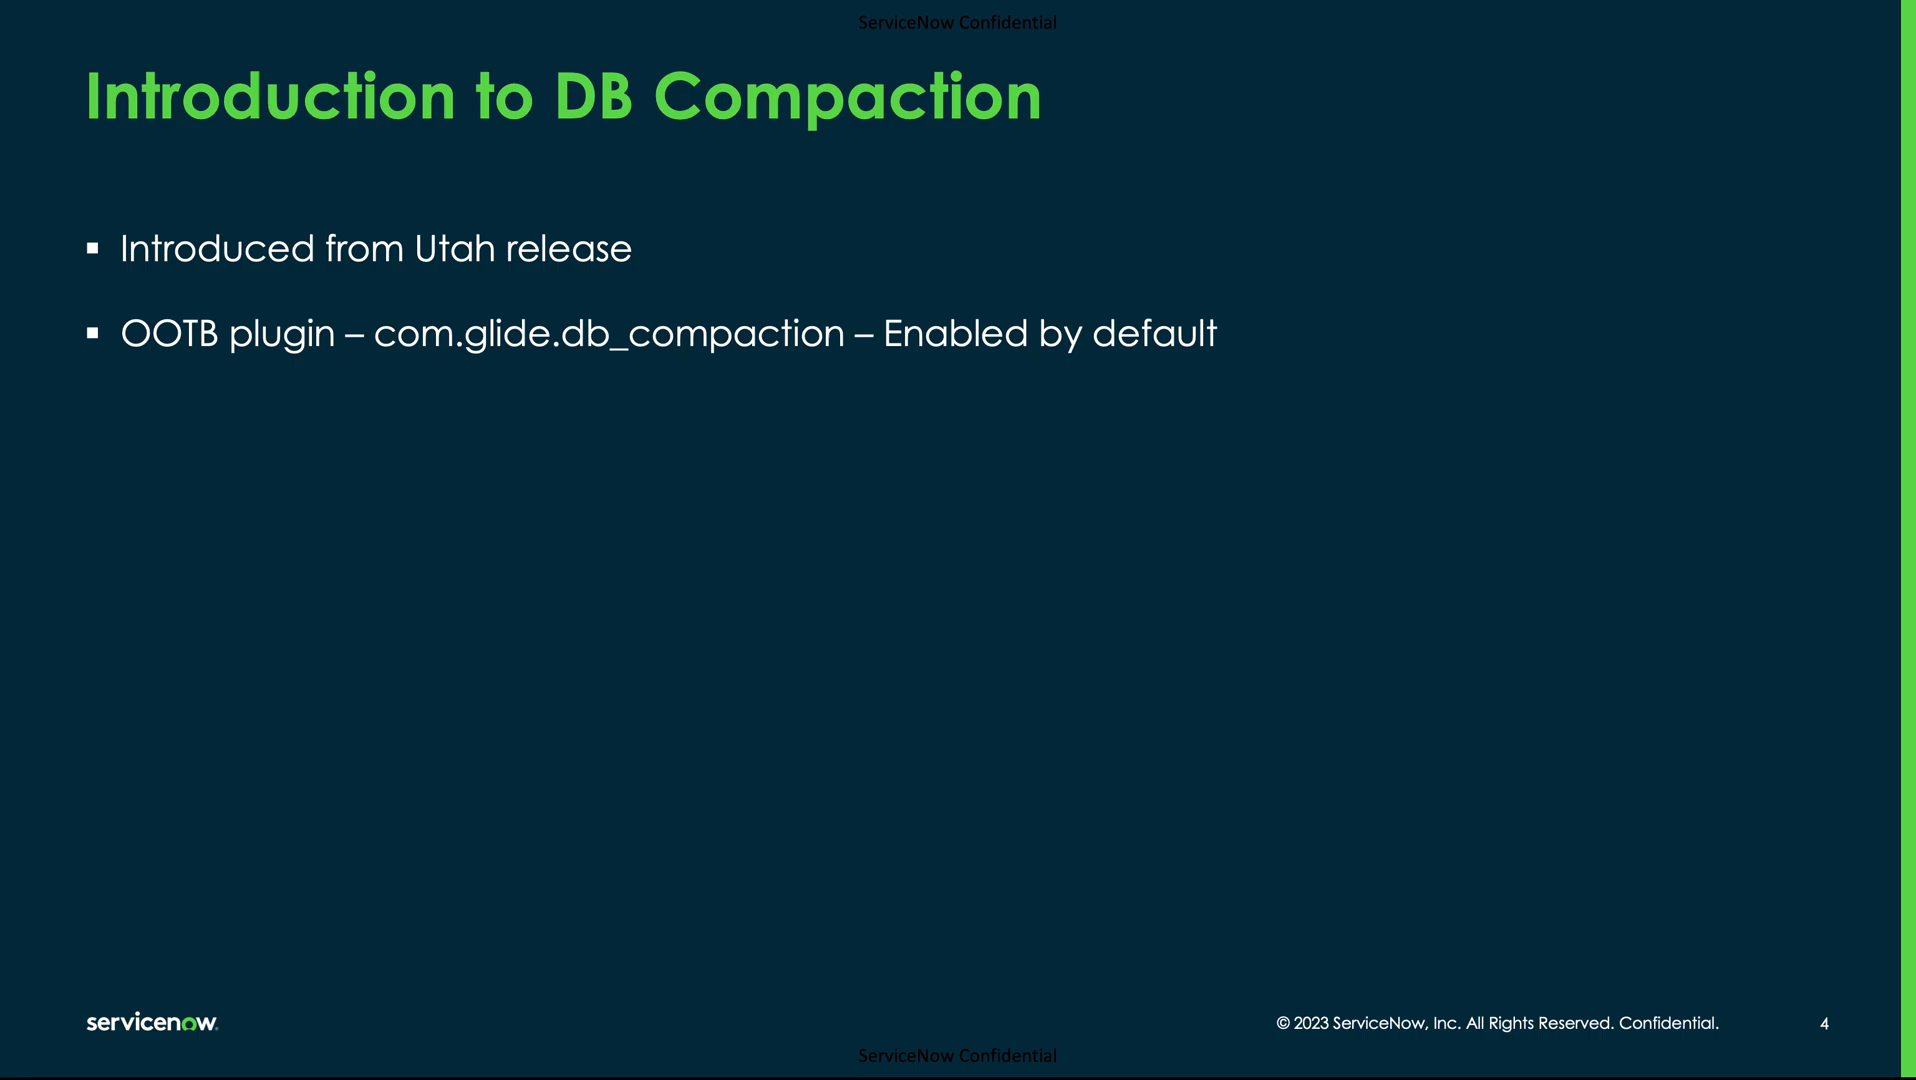 ServiceNow Confidential
Introduction to DB Compaction
▪ Introduced from Utah release
▪ OOTB plugin – com.glide.db_compaction – Enabled by default
servicenow
© 2023 ServiceNow, Inc. All Rights Reserved. Confidential.
4
ServiceNow Confidential